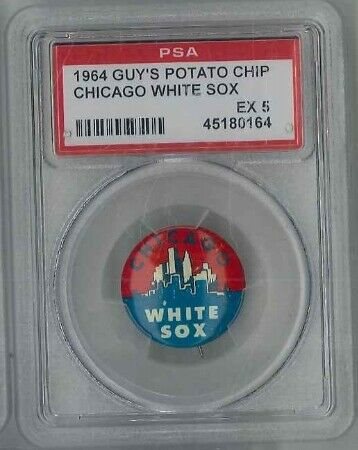 PSA
1964 GUY'S POTATO CHIP
CHICAGO WHITE SOX
EX 5
45180164
CHICAGO
WHITE
SOX